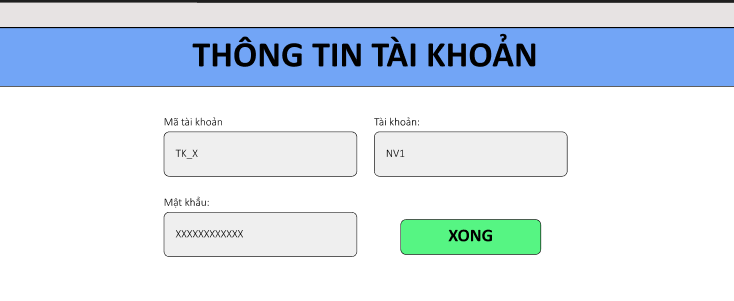 THÔNG TIN TÀI KHOẢN
Mã tài khoản
Tài khoản:
TK_X
NV1
Mật khẩu:
XXXXXXXXXXXX
XONG